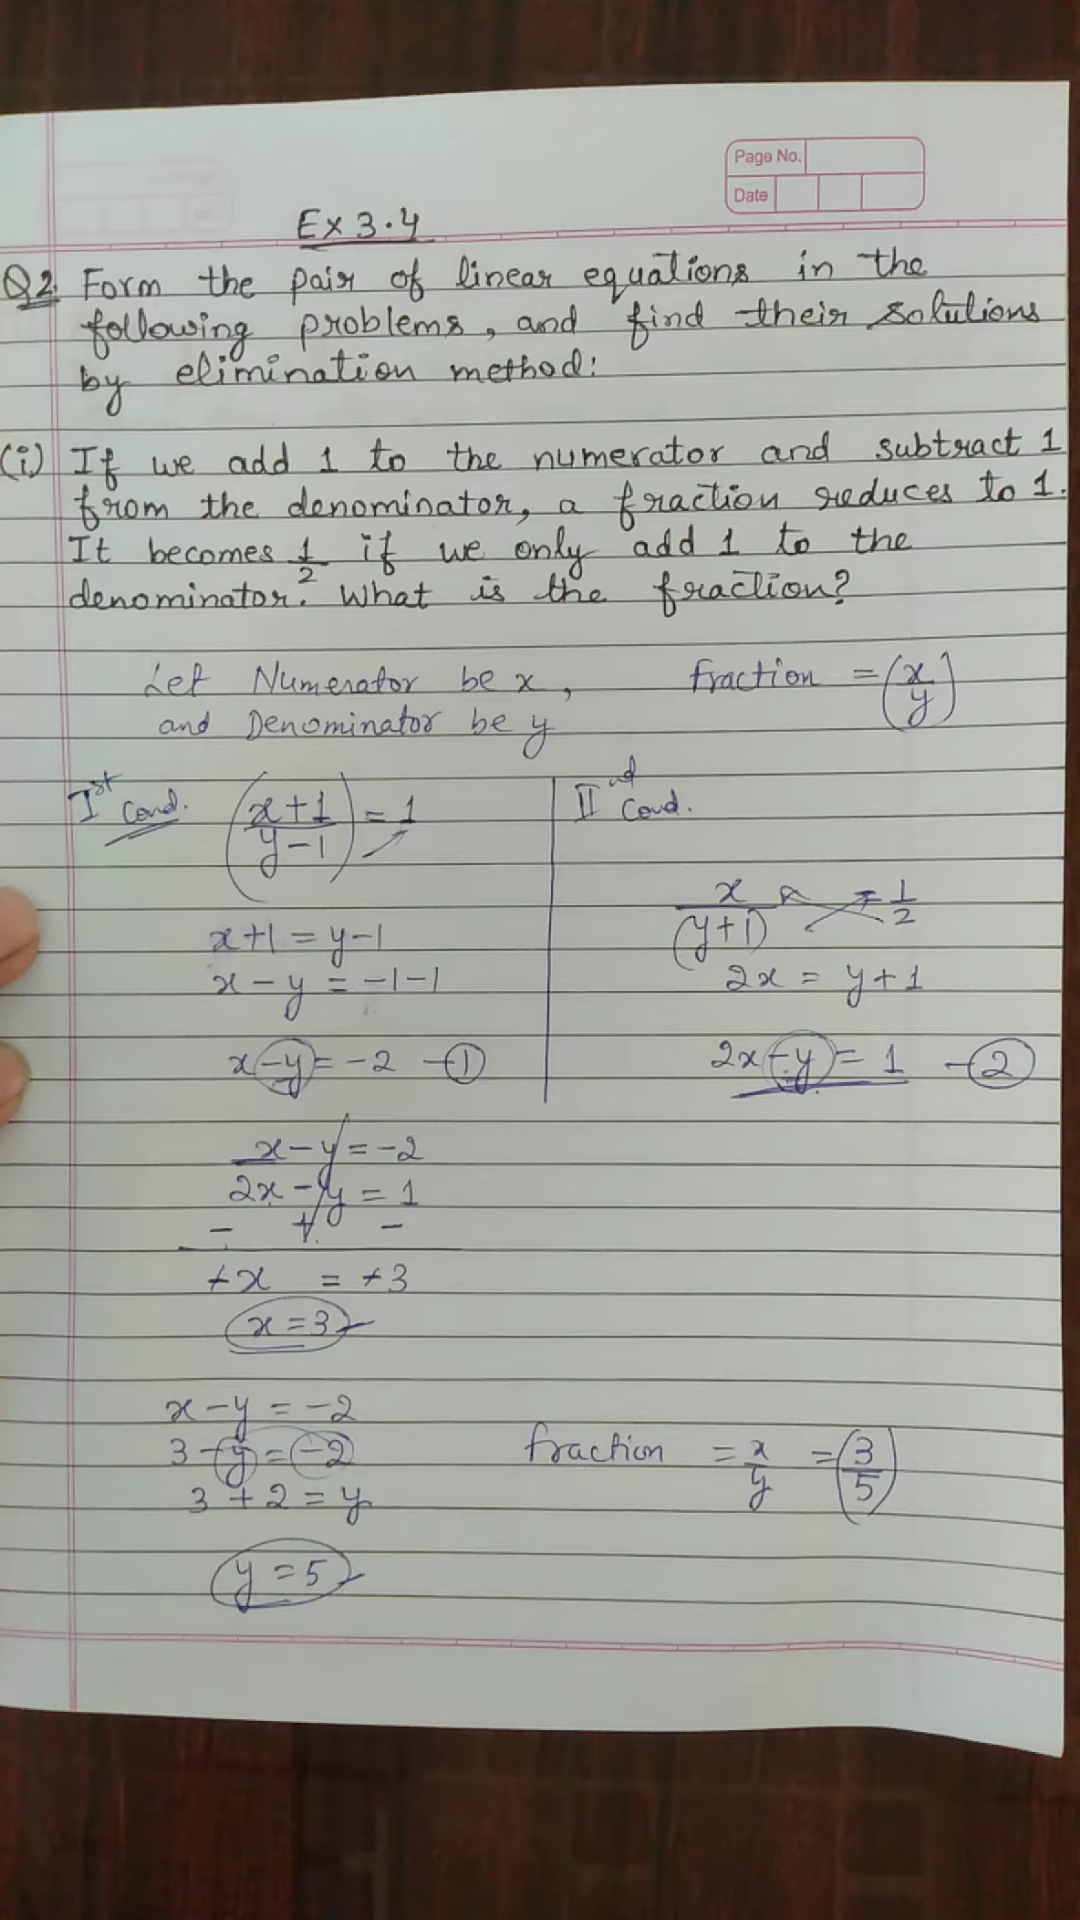 Page No.
Date
Ex 3.4
Q2. Form the pair of linear equations in the
following problems, and find their solutions
by elimination method:
(i) If we add 1 to the numerator and subtract 1
from the denominator, a fraction reduces to 1.
It becomes 1/2 if we only add 1 to the
denominator. What is the fraction?
Let Numerator be x, fraction = (x/y)
and Denominator be y
Ist Cond. (x+1/y-1) = 1
IInd Cond.
x/(y+1) = 1/2
x+1 = y-1
x - y = -1-1
2x = y+1
x - y = -2 - ①
2x - y = 1 - ②
x - y = -2
2x - y = 1
- + -
+x = +3
x = 3
x - y = -2
3 - y = -2
3 + 2 = y
fraction = x/y = (3/5)
y = 5